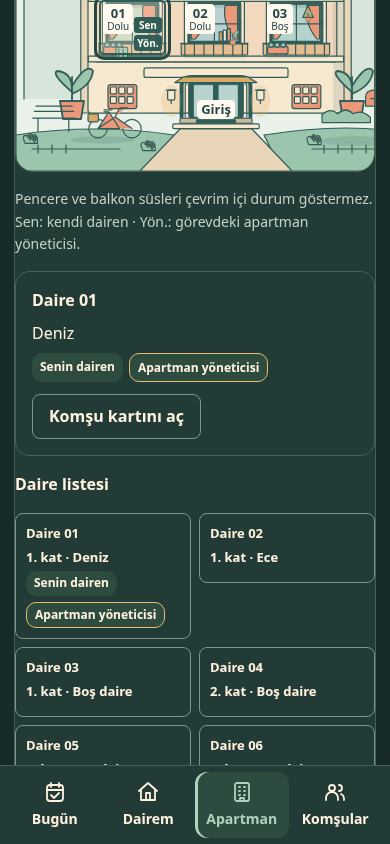 01 02 03
Dolu Sen Dolu Boş
Yön.
Giriş
Pencere ve balkon süsleri çevrim içi durum göstermez.
Sen: kendi dairen · Yön.: görevdeki apartman
yöneticisi.
Daire 01
Deniz
Senin dairen Apartman yöneticisi
Komşu kartını aç
Daire listesi
Daire 01
1. kat · Deniz
Senin dairen
Apartman yöneticisi
Daire 02
1. kat · Ece
Daire 03
1. kat · Boş daire
Daire 04
2. kat · Boş daire
Daire 05
Daire 06
Bugün Dairem Apartman Komşular